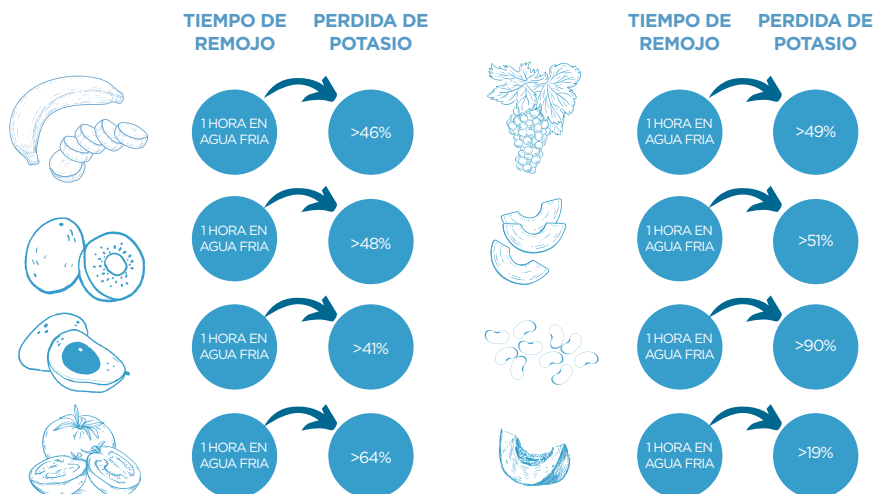 TIEMPO DE
REMOJO
PERDIDA DE
POTASIO
1 HORA EN
AGUA FRIA
>46%
1 HORA EN
AGUA FRIA
>48%
1 HORA EN
AGUA FRIA
>41%
1 HORA EN
AGUA FRIA
>64%
TIEMPO DE
REMOJO
PERDIDA DE
POTASIO
1 HORA EN
AGUA FRIA
>49%
1 HORA EN
AGUA FRIA
>51%
1 HORA EN
AGUA FRIA
>90%
1 HORA EN
AGUA FRIA
>19%